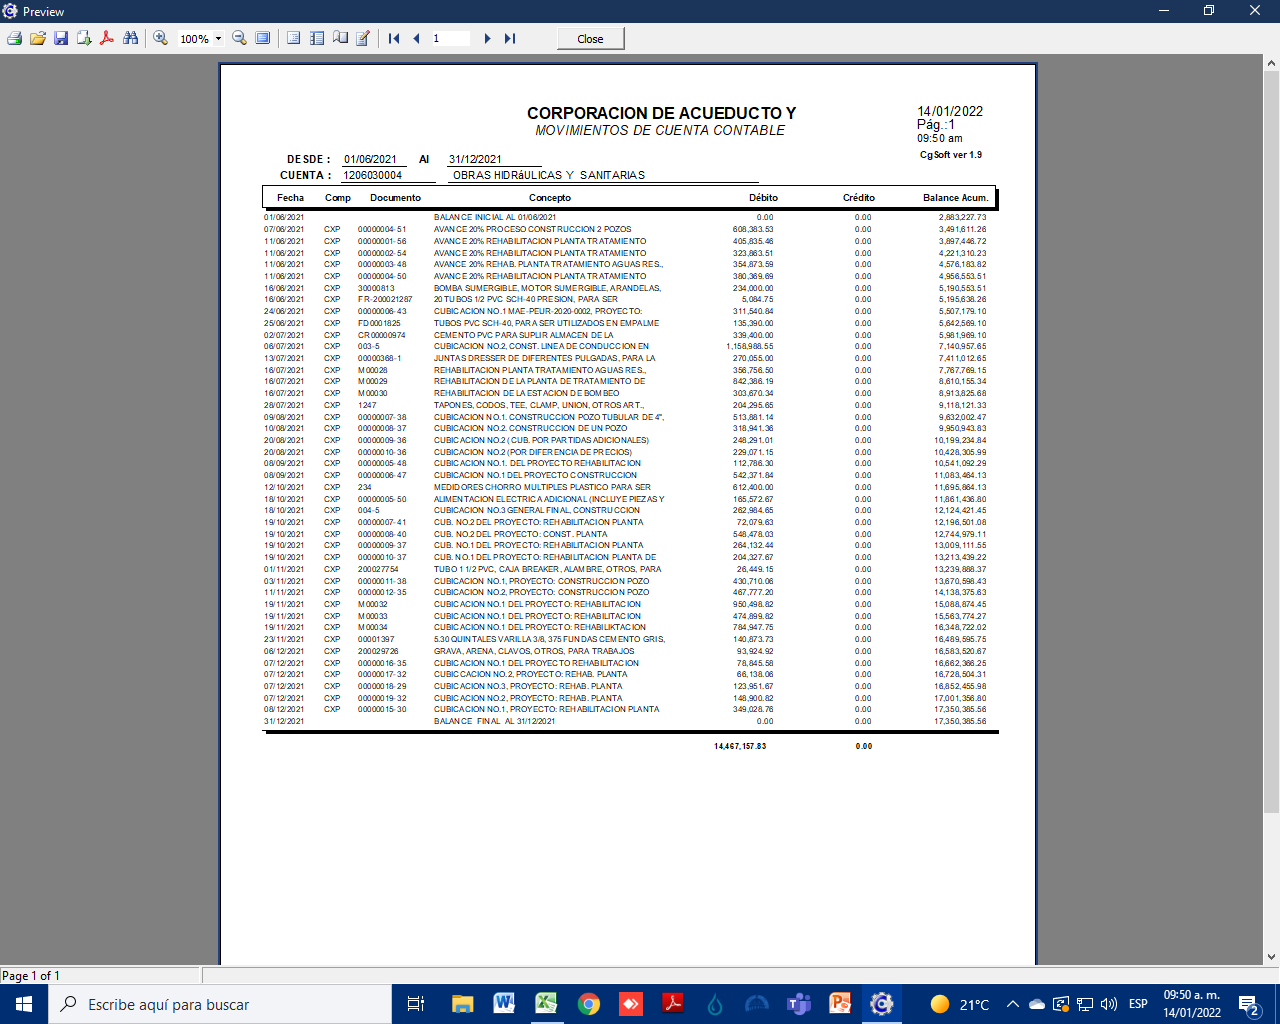 Preview
100%
1
Close
CORPORACION DE ACUEDUCTO Y
MOVIMIENTOS DE CUENTA CONTABLE
14/01/2022
Pág.:1
09:50 am
CgSoft ver 1.9
DESDE : 01/06/2021 Al 31/12/2021
CUENTA : 1206030004 OBRAS HIDRáULICAS Y SANITARIAS
Fecha Comp Documento Concepto Débito Crédito Balance Acum.
01/06/2021 BALANCE INICIAL AL 01/06/2021 0.00 0.00 2,883,227.73
07/06/2021 CXP 00000004-51 AVANCE 20% PROCESO CONSTRUCCION 2 POZOS 608,383.53 0.00 3,491,611.26
11/06/2021 CXP 00000001-56 AVANCE 20% REHABILITACION PLANTA TRATAMIENTO 405,835.46 0.00 3,897,446.72
11/06/2021 CXP 00000002-54 AVANCE 20% REHABILITACION PLANTA TRATAMIENTO 323,863.51 0.00 4,221,310.23
11/06/2021 CXP 00000003-48 AVANCE 20% REHAB. PLANTA TRATAMIENTO AGUAS RES., 354,873.59 0.00 4,576,183.82
11/06/2021 CXP 00000004-50 AVANCE 20% REHABILITACION PLANTA TRATAMIENTO 380,369.69 0.00 4,956,553.51
16/06/2021 CXP 30000813 BOMBA SUMERGIBLE, MOTOR SUMERGIBLE, ARANDELAS, 234,000.00 0.00 5,190,553.51
16/06/2021 CXP FR-200021287 20 TUBOS 1/2 PVC SCH-40 PRESION, PARA SER 5,084.75 0.00 5,195,638.26
24/06/2021 CXP 00000006-43 CUBICACION NO.1 MAE-PEUR-2020-0002, PROYECTO: 311,540.84 0.00 5,507,179.10
25/06/2021 CXP FD0001825 TUBOS PVC SCH-40, PARA SER UTILIZADOS EN EMPALME 135,390.00 0.00 5,642,569.10
02/07/2021 CXP CR00000974 CEMENTO PVC PARA SUPLIR ALMACEN DE LA 339,400.00 0.00 5,981,969.10
06/07/2021 CXP 003-5 CUBICACION NO.2, CONST. LINEA DE CONDUCCION EN 1,158,988.55 0.00 7,140,957.65
13/07/2021 CXP 00000368-1 JUNTAS DRESSER DE DIFERENTES PULGADAS, PARA LA 270,055.00 0.00 7,411,012.65
16/07/2021 CXP M00028 REHABILITACION PLANTA TRATAMIENTO AGUAS RES., 356,756.50 0.00 7,767,769.15
16/07/2021 CXP M00029 REHABILITACION DE LA PLANTA DE TRATAMIENTO DE 842,386.19 0.00 8,610,155.34
16/07/2021 CXP M00030 REHABILITACION DE LA ESTACION DE BOMBEO 303,670.34 0.00 8,913,825.68
28/07/2021 CXP 1247 TAPONES, CODOS, TEE, CLAMP, UNION, OTROS ART., 204,295.65 0.00 9,118,121.33
09/08/2021 CXP 00000007-38 CUBICACION NO.1. CONSTRUCCION POZO TUBULAR DE 4", 513,881.14 0.00 9,632,002.47
10/08/2021 CXP 00000008-37 CUBICACION NO.2. CONSTRUCCION DE UN POZO 318,941.36 0.00 9,950,943.83
20/08/2021 CXP 00000009-36 CUBICACION NO.2 ( CUB. POR PARTIDAS ADICIONALES) 248,291.01 0.00 10,199,234.84
20/08/2021 CXP 00000010-36 CUBICACION NO.2 (POR DIFERENCIA DE PRECIOS) 229,071.15 0.00 10,428,305.99
08/09/2021 CXP 00000005-48 CUBICACION NO.1. DEL PROYECTO REHABILITACION 112,786.30 0.00 10,541,092.29
08/09/2021 CXP 00000006-47 CUBICACION NO.1 DEL PROYECTO CONSTRUCCION 542,371.84 0.00 11,083,464.13
12/10/2021 CXP 234 MEDIDORES CHORRO MULTIPLES PLASTICO PARA SER 612,400.00 0.00 11,695,864.13
18/10/2021 CXP 00000005-50 ALIMENTACION ELECTRICA ADICIONAL (INCLUYE PIEZAS Y 165,572.67 0.00 11,861,436.80
18/10/2021 CXP 004-5 CUBICACION NO.3 GENERAL FINAL, CONSTRUCCION 262,984.65 0.00 12,124,421.45
19/10/2021 CXP 00000007-41 CUB. NO.2 DEL PROYECTO: REHABILITACION PLANTA 72,079.63 0.00 12,196,501.08
19/10/2021 CXP 00000008-40 CUB. NO.2 DEL PROYECTO: CONST. PLANTA 548,478.03 0.00 12,744,979.11
19/10/2021 CXP 00000009-37 CUB. NO.1 DEL PROYECTO: REHABILITACION PLANTA 264,132.44 0.00 13,009,111.55
19/10/2021 CXP 00000010-37 CUB. NO.1 DEL PROYECTO: REHABILITACION PLANTA DE 204,327.67 0.00 13,213,439.22
01/11/2021 CXP 200027754 TUBO 1 1/2 PVC, CAJA BREAKER, ALAMBRE, OTROS, PARA 26,449.15 0.00 13,239,888.37
03/11/2021 CXP 00000011-38 CUBICACION NO.1, PROYECTO: CONSTRUCCION POZO 430,710.06 0.00 13,670,598.43
11/11/2021 CXP 00000012-35 CUBICACION NO.2, PROYECTO: CONSTRUCCION POZO 467,777.20 0.00 14,138,375.63
19/11/2021 CXP M00032 CUBICACION NO.1 DEL PROYECTO: REHABILITACION 950,498.82 0.00 15,088,874.45
19/11/2021 CXP M00033 CUBICACION NO.1 DEL PROYECTO: REHABILITACION 474,899.82 0.00 15,563,774.27
19/11/2021 CXP M00034 CUBICACION NO.1 DEL PROYECTO: REHABILIKTACION 784,947.75 0.00 16,348,722.02
23/11/2021 CXP 00001397 5.30 QUINTALES VARILLA 3/8, 375 FUNDAS CEMENTO GRIS, 140,873.73 0.00 16,489,595.75
06/12/2021 CXP 200029726 GRAVA, ARENA, CLAVOS, OTROS, PARA TRABAJOS 93,924.92 0.00 16,583,520.67
07/12/2021 CXP 00000016-35 CUBICACION NO.1 DEL PROYECTO REHABILITACION 78,845.58 0.00 16,662,366.25
07/12/2021 CXP 00000017-32 CUBICCACION NO.2, PROYECTO: REHAB. PLANTA 66,138.06 0.00 16,728,504.31
07/12/2021 CXP 00000018-29 CUBICACION NO.3, PROYECTO: REHAB. PLANTA 123,951.67 0.00 16,852,455.98
07/12/2021 CXP 00000019-32 CUBICACION NO.2, PROYECTO: REHAB. PLANTA 148,900.82 0.00 17,001,356.80
08/12/2021 CXP 00000015-30 CUBICACION NO.1, PROYECTO: REHABILITACION PLANTA 349,028.76 0.00 17,350,385.56
31/12/2021 BALANCE FINAL AL 31/12/2021 0.00 0.00 17,350,385.56
14,467,157.83 0.00
Page 1 of 1
Escribe aquí para buscar
21°C
ESP
09:50 a. m.
14/01/2022
2